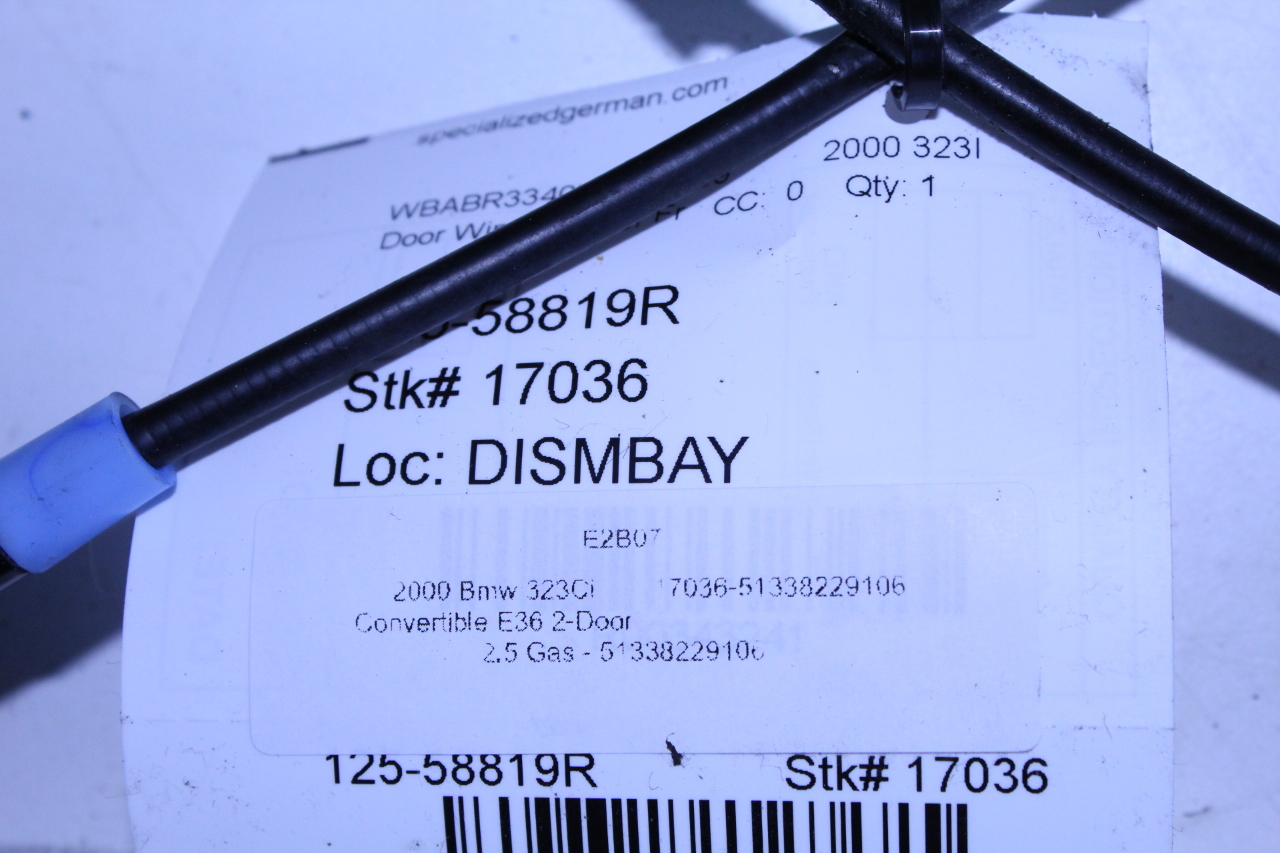 specializedgerman.com
2000 323I
WBABR3340
Door Fr CC: 0 Qty: 1
-58819R
Stk# 17036
Loc: DISMBAY
E2B07
2000 Bmw 323Ci 17036-51338229106
Convertible E36 2-Door
2.5 Gas - 51338229106
125-58819R Stk# 17036